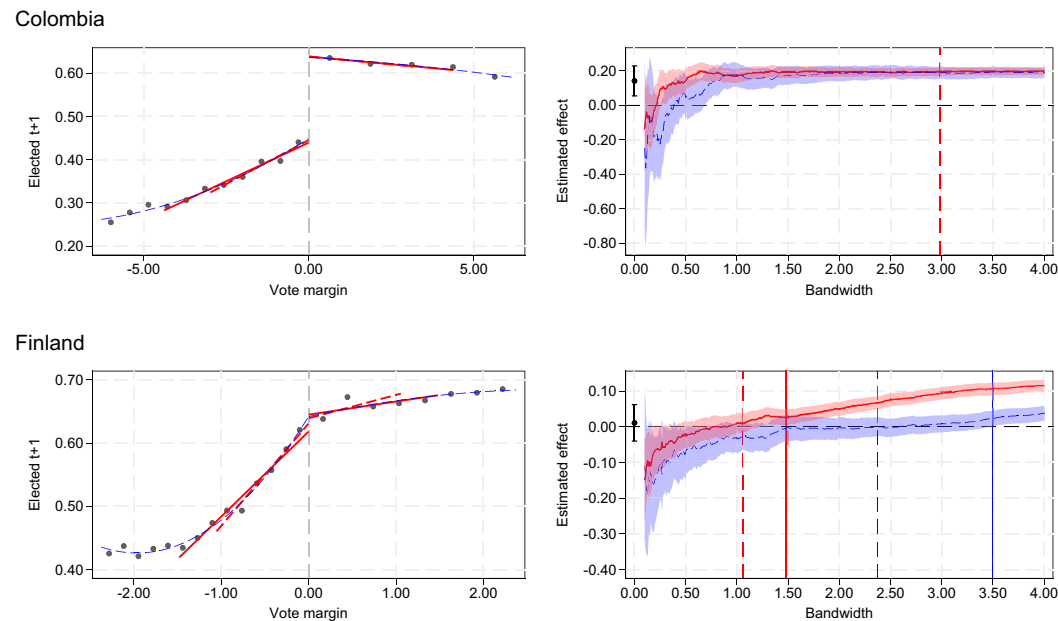 Colombia
0.60
0.50
0.40
0.30
0.20
Elected t+1
-5.00 0.00 5.00
Vote margin
0.20
0.00
-0.20
-0.40
-0.60
-0.80
Estimated effect
0.00 0.50 1.00 1.50 2.00 2.50 3.00 3.50 4.00
Bandwidth
Finland
0.70
0.60
0.50
0.40
Elected t+1
-2.00 -1.00 0.00 1.00 2.00
Vote margin
0.10
0.00
-0.10
-0.20
-0.30
-0.40
Estimated effect
0.00 0.50 1.00 1.50 2.00 2.50 3.00 3.50 4.00
Bandwidth